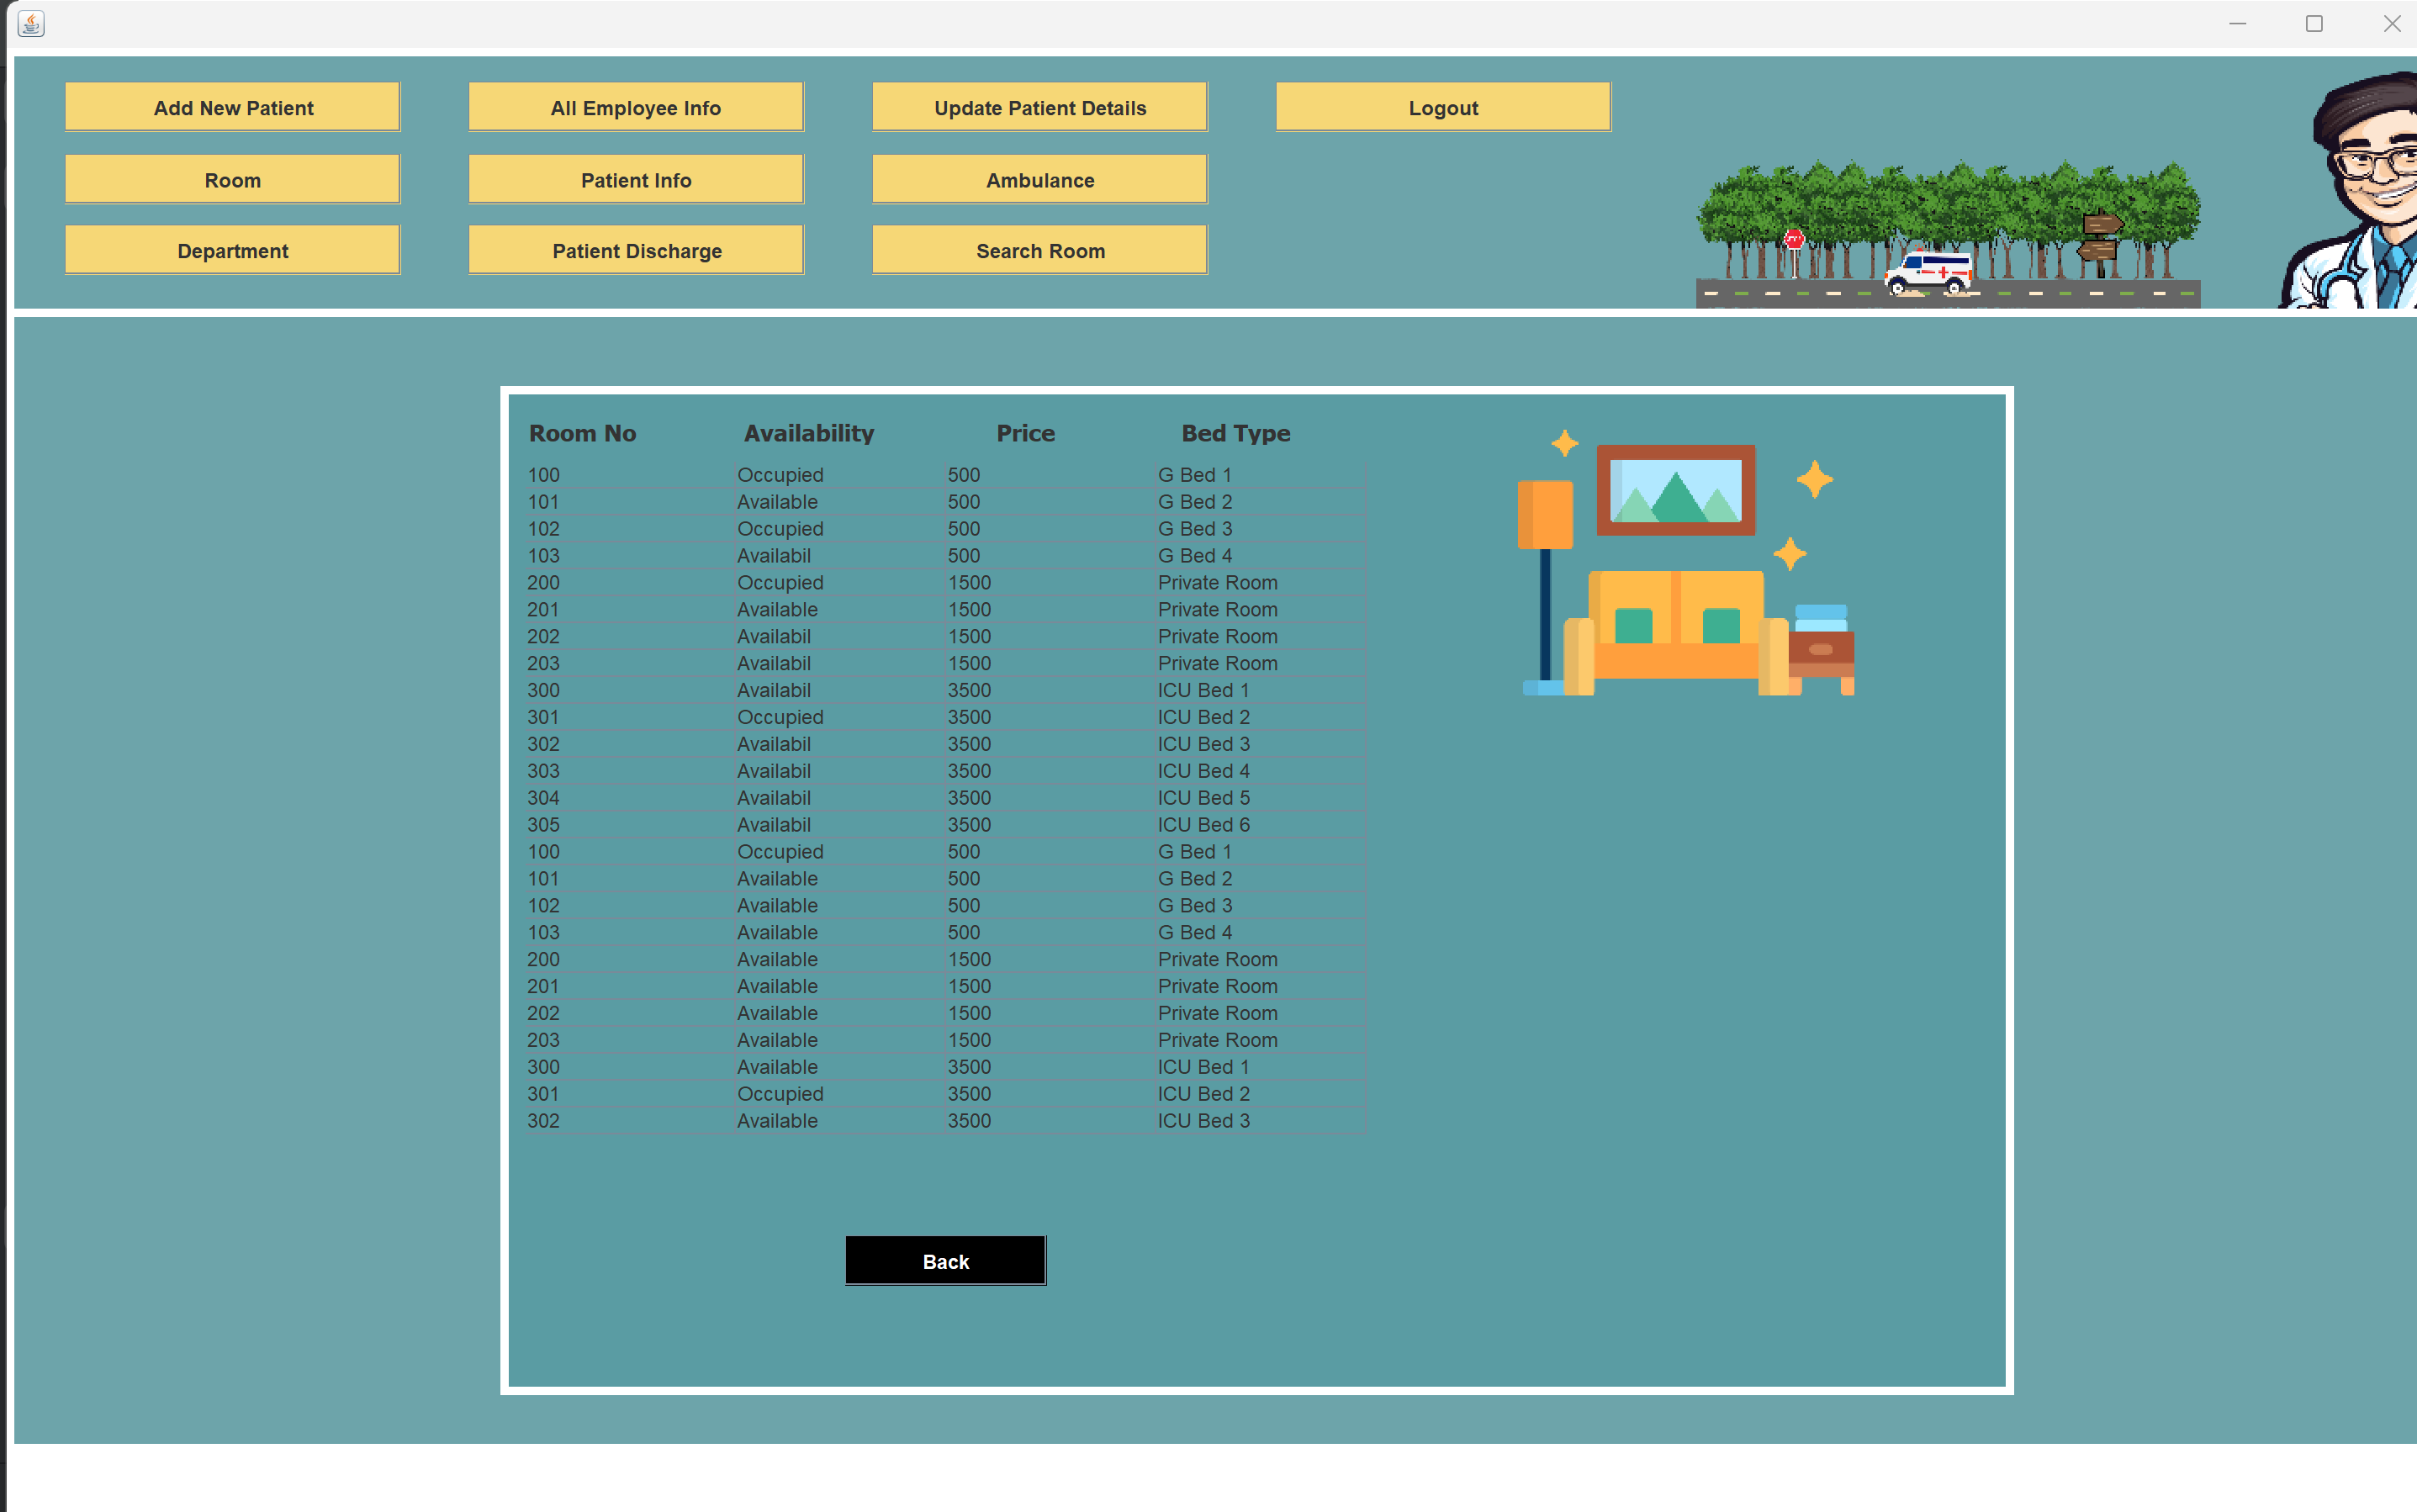 Add New Patient All Employee Info Update Patient Details Logout
Room Patient Info Ambulance
Department Patient Discharge Search Room
Room No Availability Price Bed Type
100 Occupied 500 G Bed 1
101 Available 500 G Bed 2
102 Occupied 500 G Bed 3
103 Availabil 500 G Bed 4
200 Occupied 1500 Private Room
201 Available 1500 Private Room
202 Availabil 1500 Private Room
203 Availabil 1500 Private Room
300 Availabil 3500 ICU Bed 1
301 Occupied 3500 ICU Bed 2
302 Availabil 3500 ICU Bed 3
303 Availabil 3500 ICU Bed 4
304 Availabil 3500 ICU Bed 5
305 Availabil 3500 ICU Bed 6
100 Occupied 500 G Bed 1
101 Available 500 G Bed 2
102 Available 500 G Bed 3
103 Available 500 G Bed 4
200 Available 1500 Private Room
201 Available 1500 Private Room
202 Available 1500 Private Room
203 Available 1500 Private Room
300 Available 3500 ICU Bed 1
301 Occupied 3500 ICU Bed 2
302 Available 3500 ICU Bed 3
Back